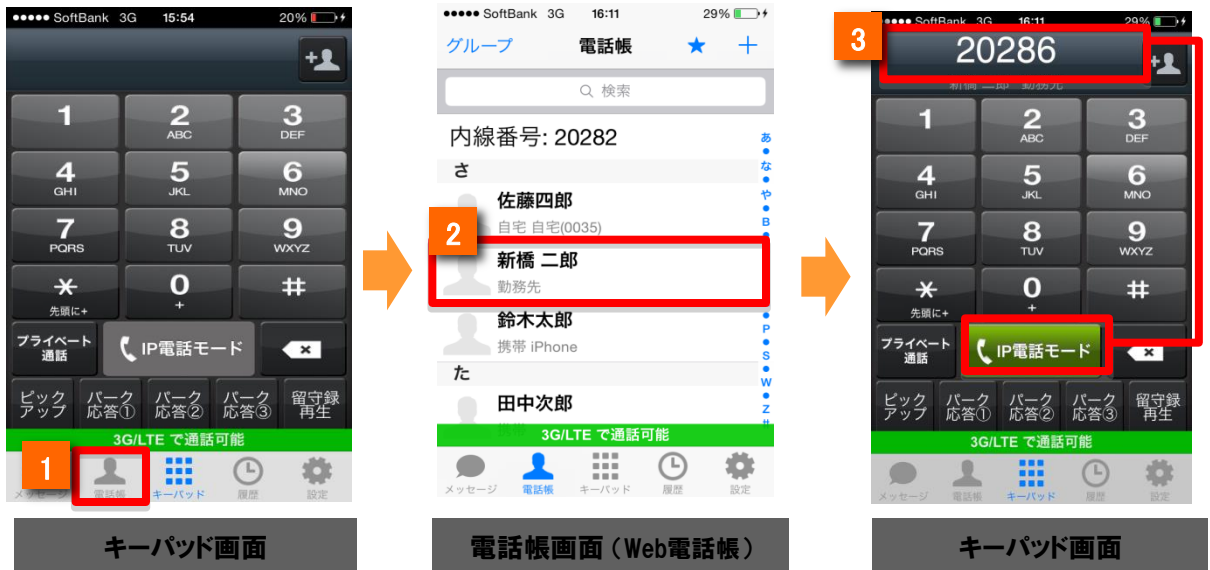 SoftBank 3G 15:54 20%
1
2 ABC
3 DEF
4 GHI
5 JKL
6 MNO
7 PQRS
8 TUV
9 WXYZ
* 先頭に+
0 +
#
プライベート通話
IP電話モード
×
ピックアップ
パーク応答①
パーク応答②
パーク応答③
留守録再生
3G/LTE で通話可能
1
メッセージ 電話帳 キーパッド 履歴 設定
キーパッド画面
SoftBank 3G 16:11 29%
グループ 電話帳 ★ +
検索
内線番号: 20282
さ
佐藤四郎
自宅 自宅(0035)
2
新橋 二郎
勤務先
鈴木太郎
携帯 iPhone
た
田中次郎
携帯
あ
な
や
B
P
S
W
Z
#
3G/LTE で通話可能
メッセージ 電話帳 キーパッド 履歴 設定
電話帳画面(Web電話帳)
SoftBank 3G 16:11 29%
3
20286
新橋 二郎 勤務先
1
2 ABC
3 DEF
4 GHI
5 JKL
6 MNO
7 PQRS
8 TUV
9 WXYZ
* 先頭に+
0 +
#
プライベート通話
IP電話モード
×
ピックアップ
パーク応答①
パーク応答②
パーク応答③
留守録再生
3G/LTE で通話可能
メッセージ 電話帳 キーパッド 履歴 設定
キーパッド画面